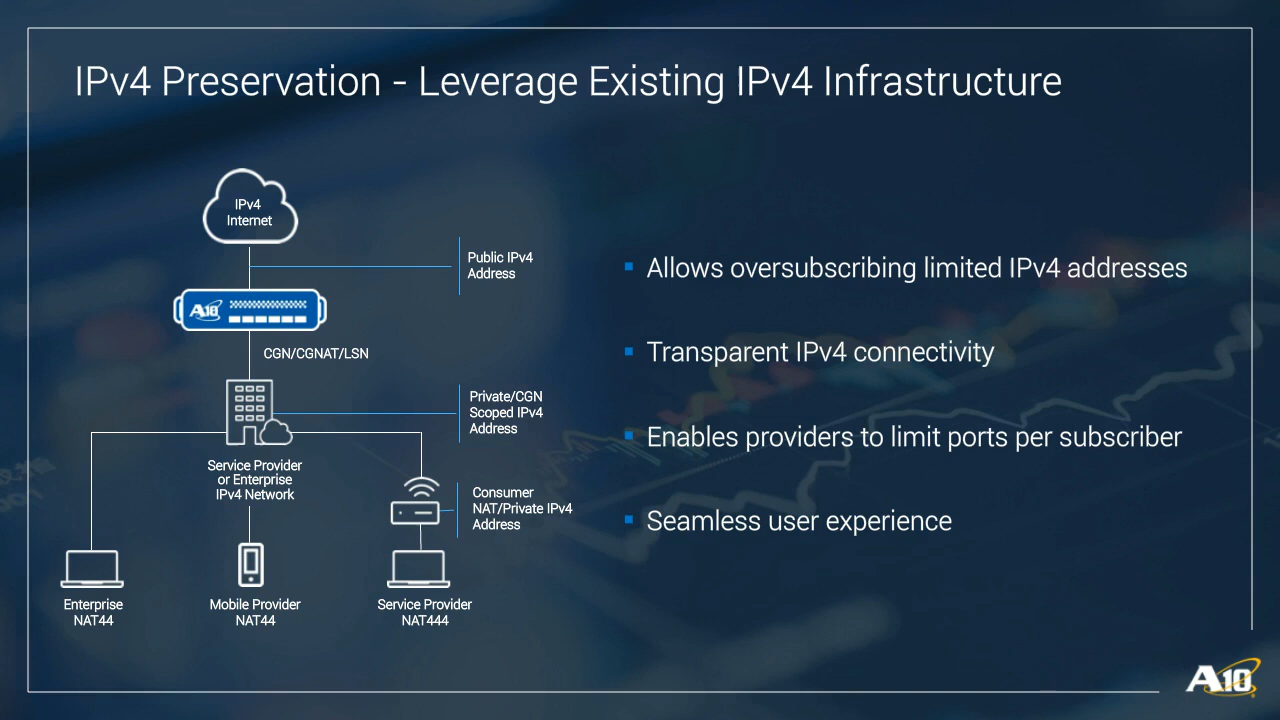 IPv4 Preservation - Leverage Existing IPv4 Infrastructure
IPv4
Internet
Public IPv4
Address
A10
CGN/CGNAT/LSN
Private/CGN
Scoped IPv4
Address
Service Provider
or Enterprise
IPv4 Network
Consumer
NAT/Private IPv4
Address
Enterprise
NAT44
Mobile Provider
NAT44
Service Provider
NAT444
Allows oversubscribing limited IPv4 addresses
Transparent IPv4 connectivity
Enables providers to limit ports per subscriber
Seamless user experience
A10